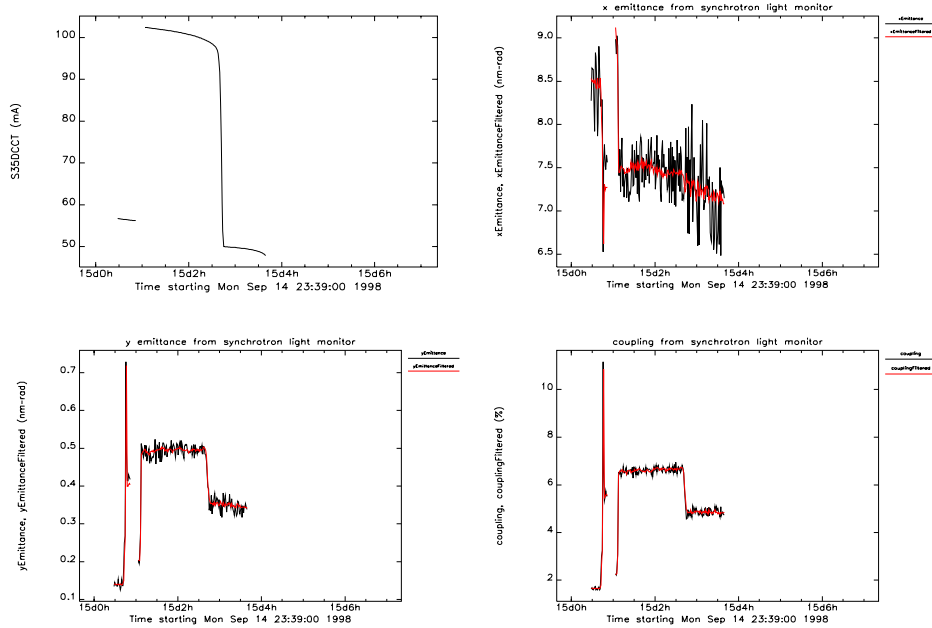 S35DCCT (mA)
100
90
80
70
60
50
15d0h 15d2h 15d4h 15d6h
Time starting Mon Sep 14 23:39:00 1998
x emittance from synchrotron light monitor
xEmittance
xEmittanceFiltered
xEmittance, xEmittanceFiltered (nm-rad)
9.0
8.5
8.0
7.5
7.0
6.5
15d0h 15d2h 15d4h 15d6h
Time starting Mon Sep 14 23:39:00 1998
y emittance from synchrotron light monitor
yEmittance
yEmittanceFiltered
yEmittance, yEmittanceFiltered (nm-rad)
0.7
0.6
0.5
0.4
0.3
0.2
0.1
15d0h 15d2h 15d4h 15d6h
Time starting Mon Sep 14 23:39:00 1998
coupling from synchrotron light monitor
coupling
couplingFiltered
coupling, couplingFiltered (%)
10
8
6
4
2
15d0h 15d2h 15d4h 15d6h
Time starting Mon Sep 14 23:39:00 1998